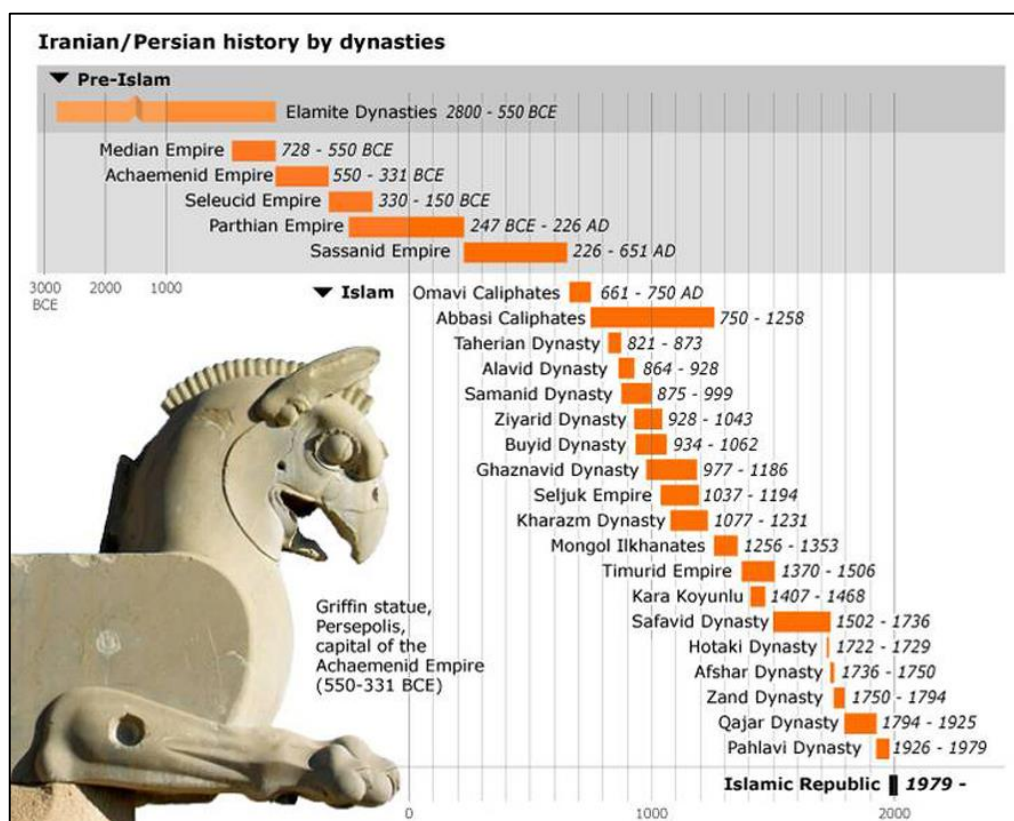 Iranian/Persian history by dynasties
▼ Pre-Islam
Elamite Dynasties 2800 - 550 BCE
Median Empire 728 - 550 BCE
Achaemenid Empire 550 - 331 BCE
Seleucid Empire 330 - 150 BCE
Parthian Empire 247 BCE - 226 AD
Sassanid Empire 226 - 651 AD
3000 2000 1000
BCE
▼ Islam Omavi Caliphates 661 - 750 AD
Abbasi Caliphates 750 - 1258
Taherian Dynasty 821 - 873
Alavid Dynasty 864 - 928
Samanid Dynasty 875 - 999
Ziyarid Dynasty 928 - 1043
Buyid Dynasty 934 - 1062
Ghaznavid Dynasty 977 - 1186
Seljuk Empire 1037 - 1194
Kharazm Dynasty 1077 - 1231
Mongol Ilkhanates 1256 - 1353
Timurid Empire 1370 - 1506
Kara Koyunlu 1407 - 1468
Safavid Dynasty 1502 - 1736
Hotaki Dynasty 1722 - 1729
Afshar Dynasty 1736 - 1750
Zand Dynasty 1750 - 1794
Qajar Dynasty 1794 - 1925
Pahlavi Dynasty 1926 - 1979
Griffin statue,
Persepolis,
capital of the
Achaemenid Empire
(550-331 BCE)
Islamic Republic 1979 -
0 1000 2000